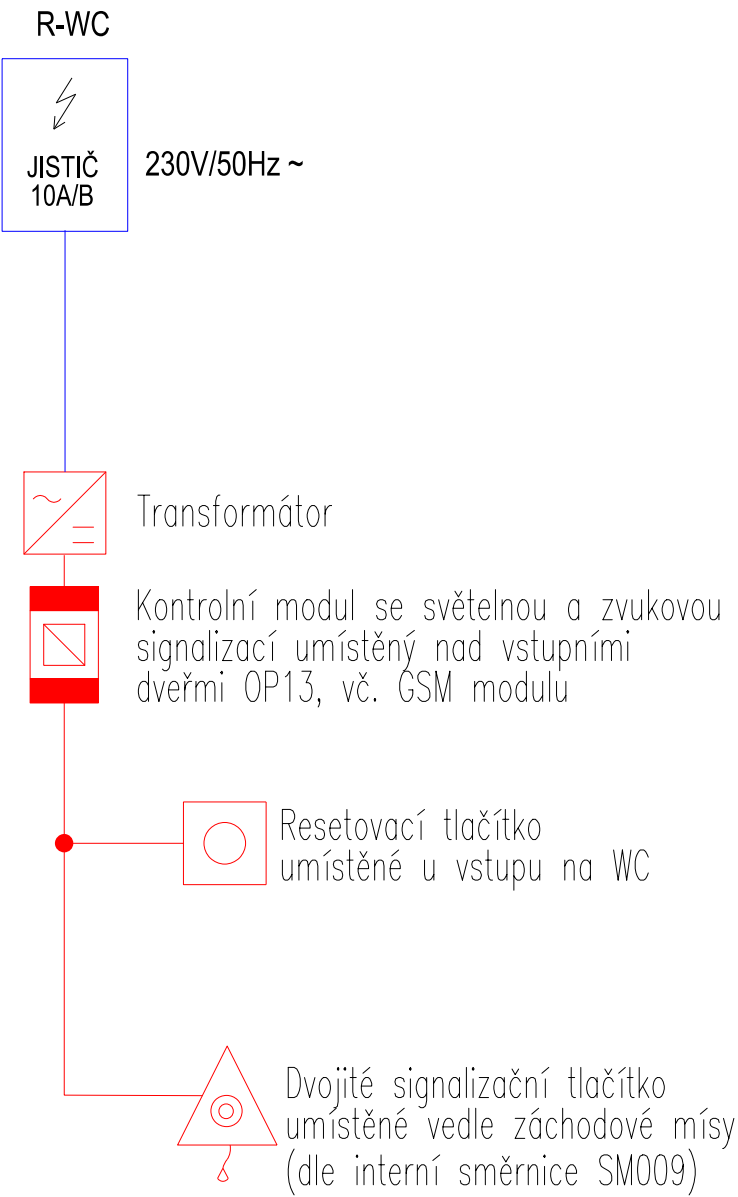 R-WC
JISTIČ
10A/B
230V/50Hz ~
Transformátor
Kontrolní modul se světelnou a zvukovou
signalizací umístěný nad vstupními
dveřmi OP13, vč. GSM modulu
Resetovací tlačítko
umístěné u vstupu na WC
Dvojité signalizační tlačítko
umístěné vedle záchodové mísy
(dle interní směrnice SM009)